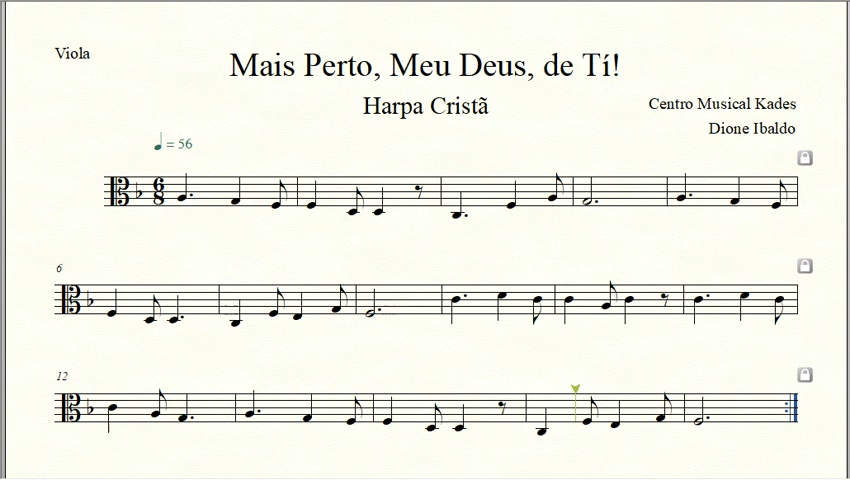 Viola
Mais Perto, Meu Deus, de Tí!
Harpa Cristã
Centro Musical Kades
Dione Ibaldo
= 56
6
8
6
12